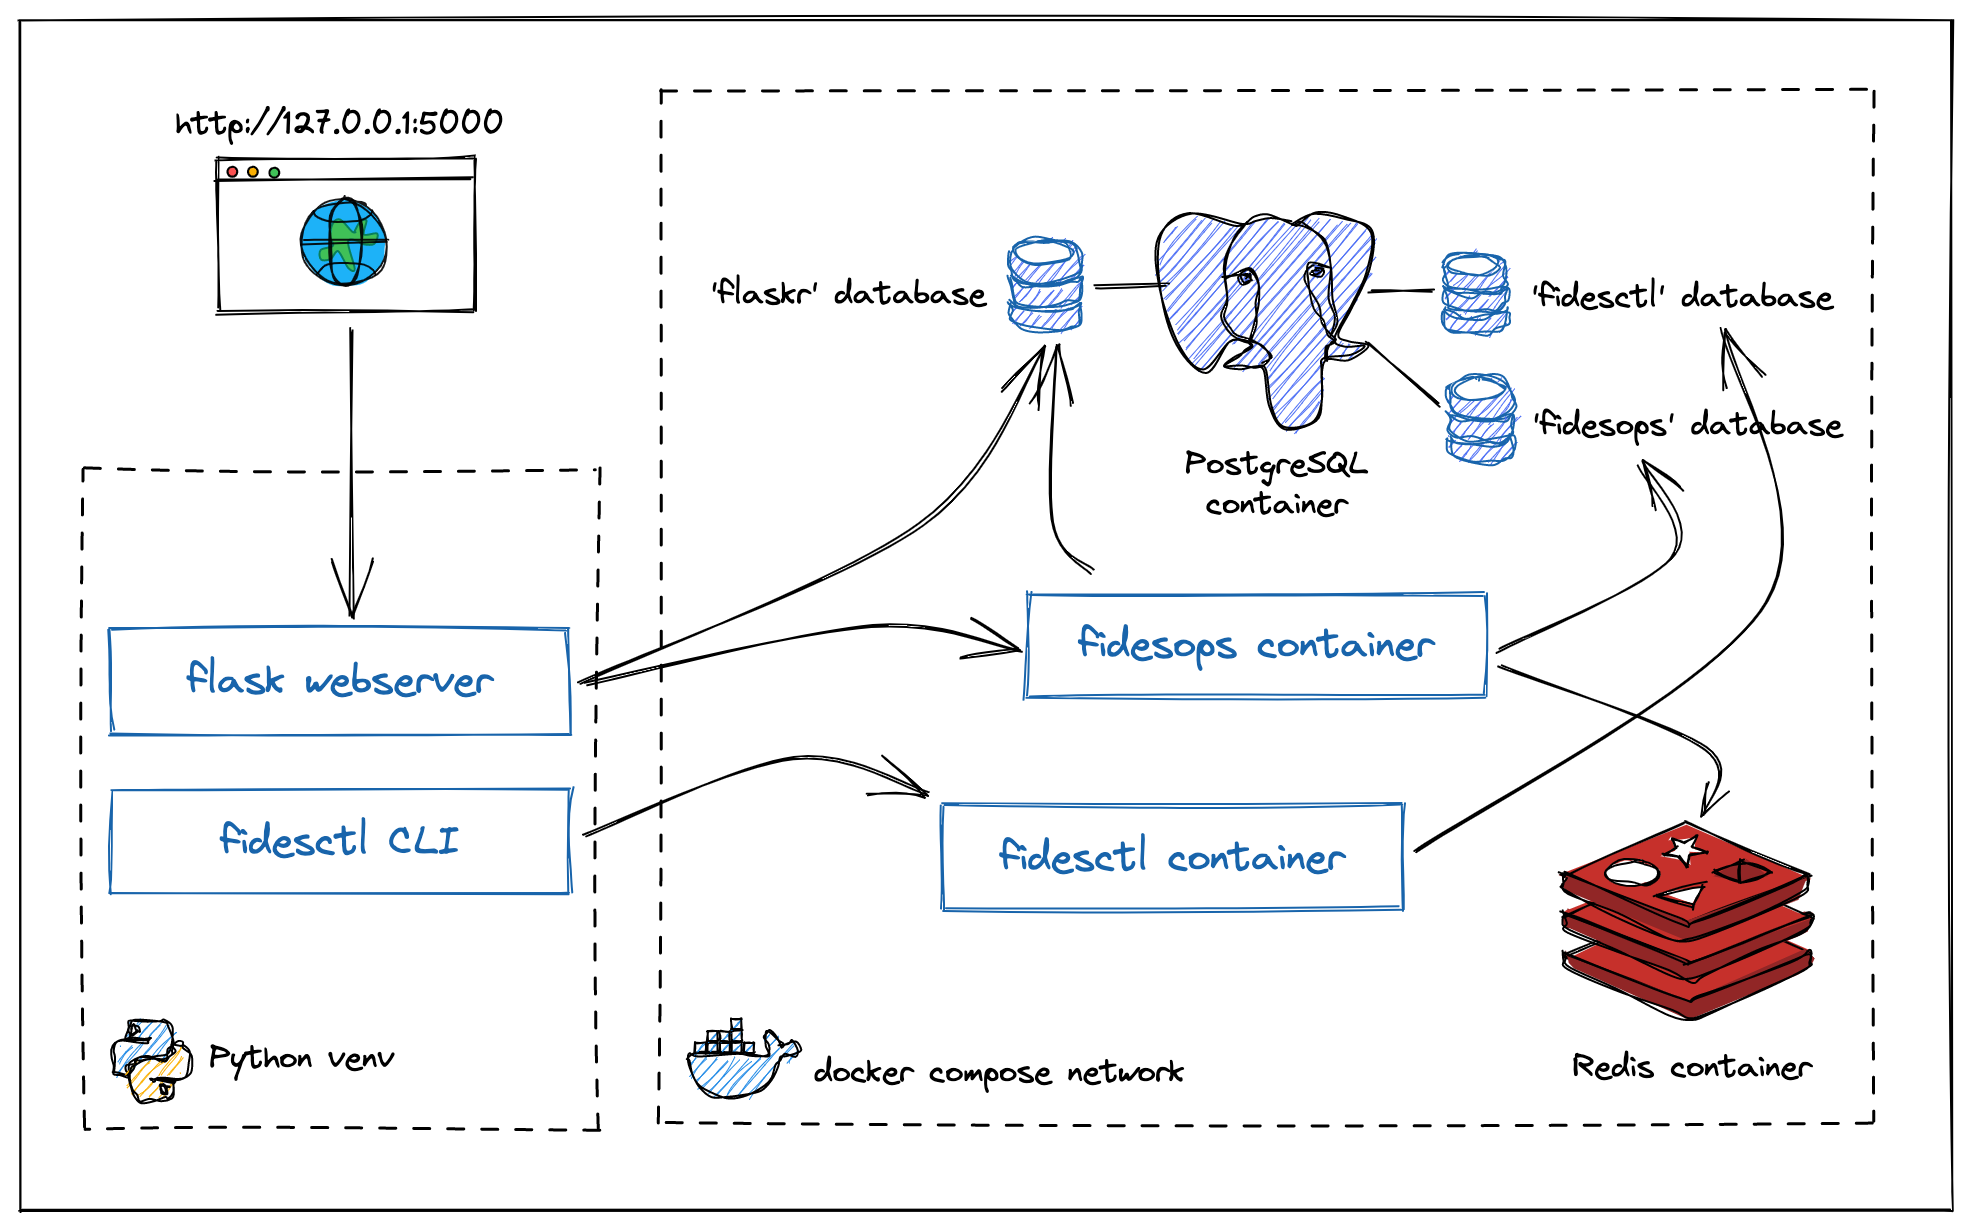 http://127.0.0.1:5000
'flaskr' database
'fidesctl' database
'fidesops' database
PostgreSQL
container
flask webserver
fidesops container
fidesctl CLI
fidesctl container
Python venv
docker compose network
Redis container